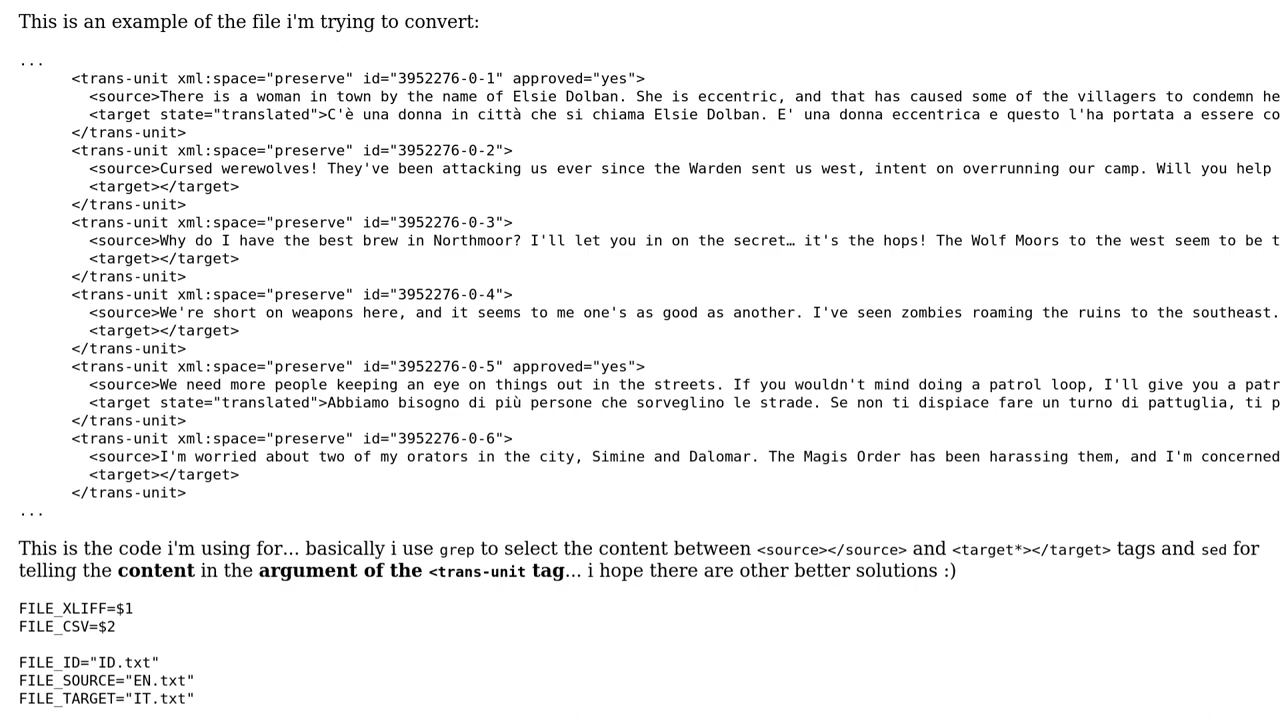 This is an example of the file i'm trying to convert:
...
<trans-unit xml:space="preserve" id="3952276-0-1" approved="yes">
<source>There is a woman in town by the name of Elsie Dolban. She is eccentric, and that has caused some of the villagers to condemn he
<target state="translated">C'è una donna in città che si chiama Elsie Dolban. E' una donna eccentrica e questo l'ha portata a essere co
</trans-unit>
<trans-unit xml:space="preserve" id="3952276-0-2">
<source>Cursed werewolves! They've been attacking us ever since the Warden sent us west, intent on overrunning our camp. Will you help
<target></target>
</trans-unit>
<trans-unit xml:space="preserve" id="3952276-0-3">
<source>Why do I have the best brew in Northmoor? I'll let you in on the secret… it's the hops! The Wolf Moors to the west seem to be t
<target></target>
</trans-unit>
<trans-unit xml:space="preserve" id="3952276-0-4">
<source>We're short on weapons here, and it seems to me one's as good as another. I've seen zombies roaming the ruins to the southeast.
<target></target>
</trans-unit>
<trans-unit xml:space="preserve" id="3952276-0-5" approved="yes">
<source>We need more people keeping an eye on things out in the streets. If you wouldn't mind doing a patrol loop, I'll give you a patr
<target state="translated">Abbiamo bisogno di più persone che sorveglino le strade. Se non ti dispiace fare un turno di pattuglia, ti p
</trans-unit>
<trans-unit xml:space="preserve" id="3952276-0-6">
<source>I'm worried about two of my orators in the city, Simine and Dalomar. The Magis Order has been harassing them, and I'm concerned
<target></target>
</trans-unit>
...
This is the code i'm using for... basically i use grep to select the content between <source></source> and <target*></target> tags and sed for
telling the content in the argument of the <trans-unit tag... i hope there are other better solutions :)
FILE_XLIFF=$1
FILE_CSV=$2
FILE_ID="ID.txt"
FILE_SOURCE="EN.txt"
FILE_TARGET="IT.txt"